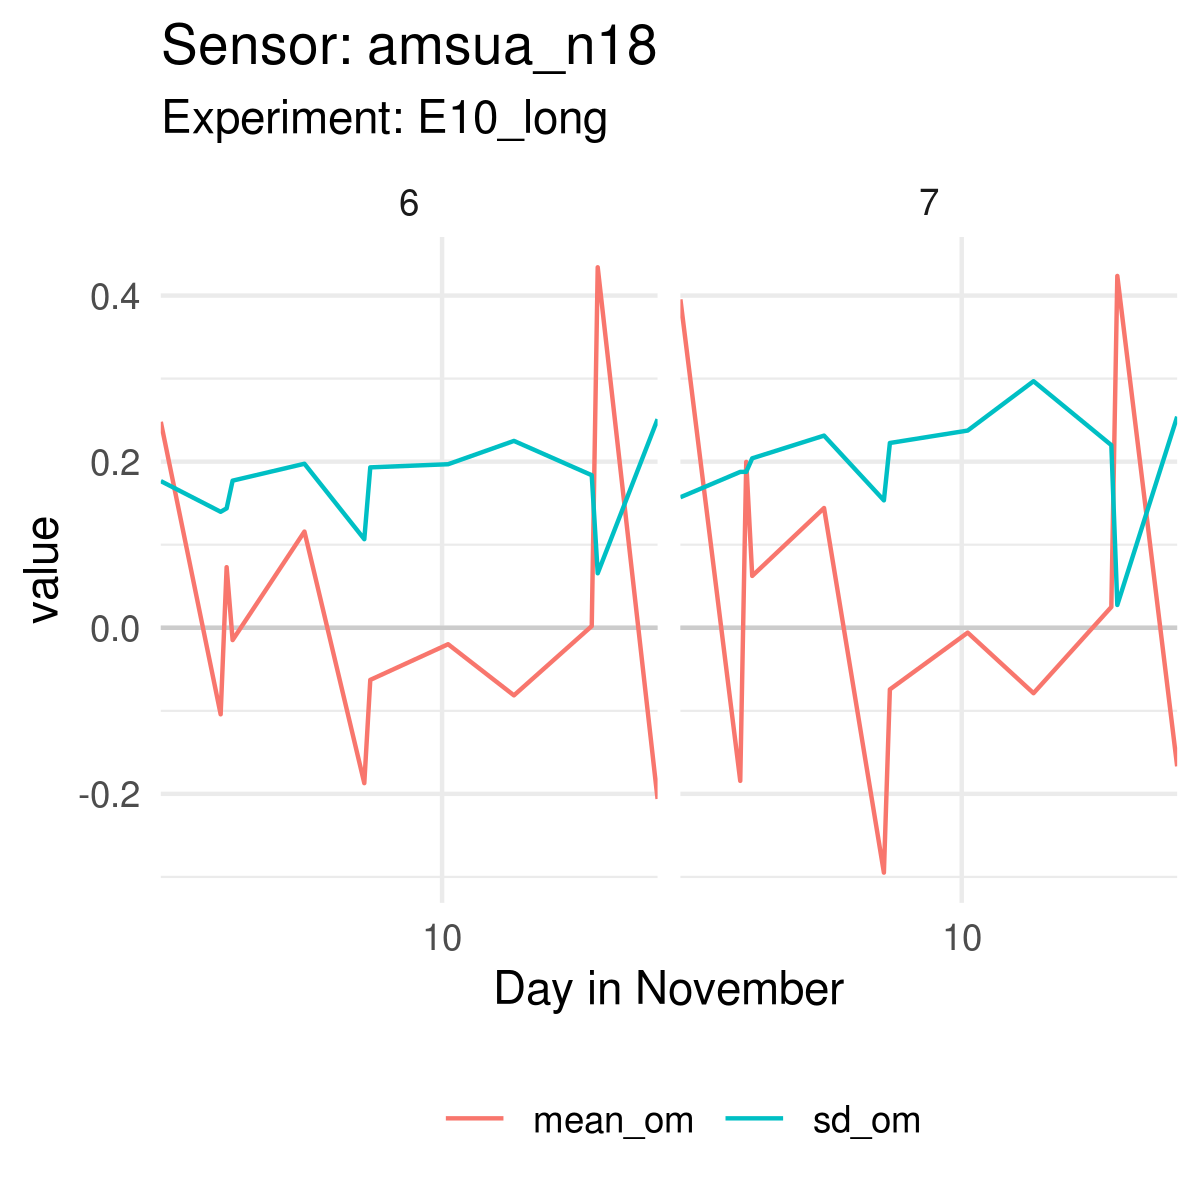 Sensor: amsua_n18
Experiment: E10_long
6
7
0.4
0.2
0.0
-0.2
value
10
10
Day in November
mean_om
sd_om